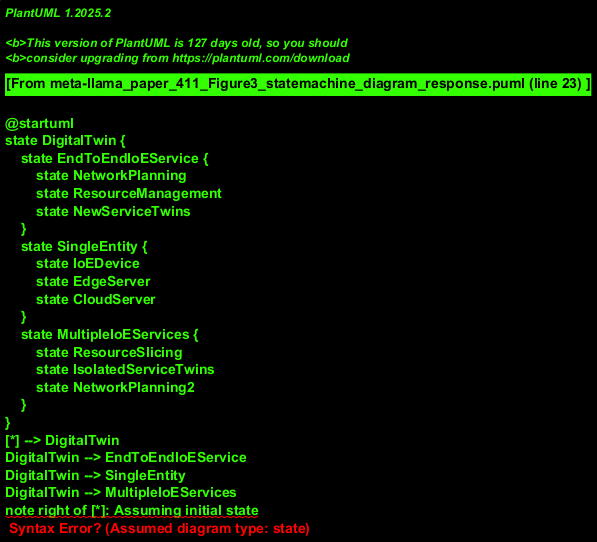 PlantUML 1.2025.2
<b>This version of PlantUML is 127 days old, so you should
<b>consider upgrading from https://plantuml.com/download
[From meta-llama_paper_411_Figure3_statemachine_diagram_response.puml (line 23) ]
@startuml
state DigitalTwin {
state EndToEndIoEService {
state NetworkPlanning
state ResourceManagement
state NewServiceTwins
}
state SingleEntity {
state IoEDevice
state EdgeServer
state CloudServer
}
state MultipleIoEServices {
state ResourceSlicing
state IsolatedServiceTwins
state NetworkPlanning2
}
}
[*] --> DigitalTwin
DigitalTwin --> EndToEndIoEService
DigitalTwin --> SingleEntity
DigitalTwin --> MultipleIoEServices
note right of [*]: Assuming initial state
Syntax Error? (Assumed diagram type: state)